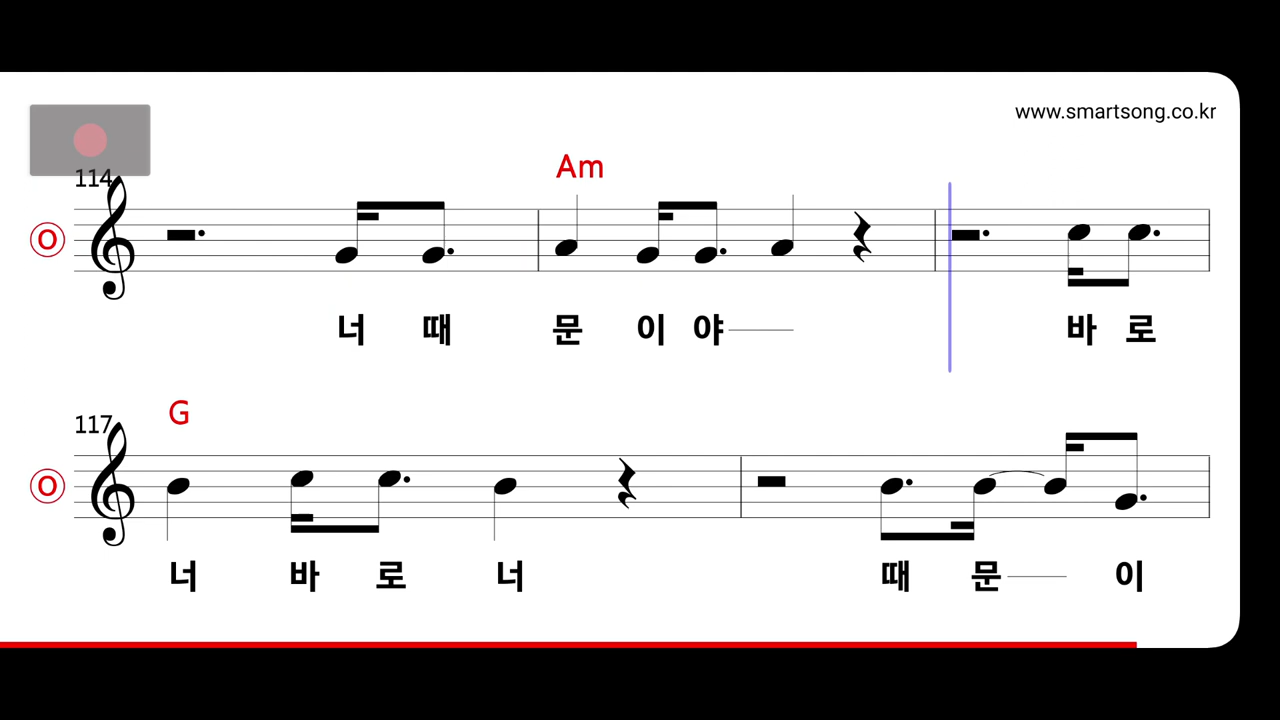 www.smartsong.co.kr
114
Am
O
너 때 문 이 야 바 로
117
G
O
너 바 로 너 때 문 이